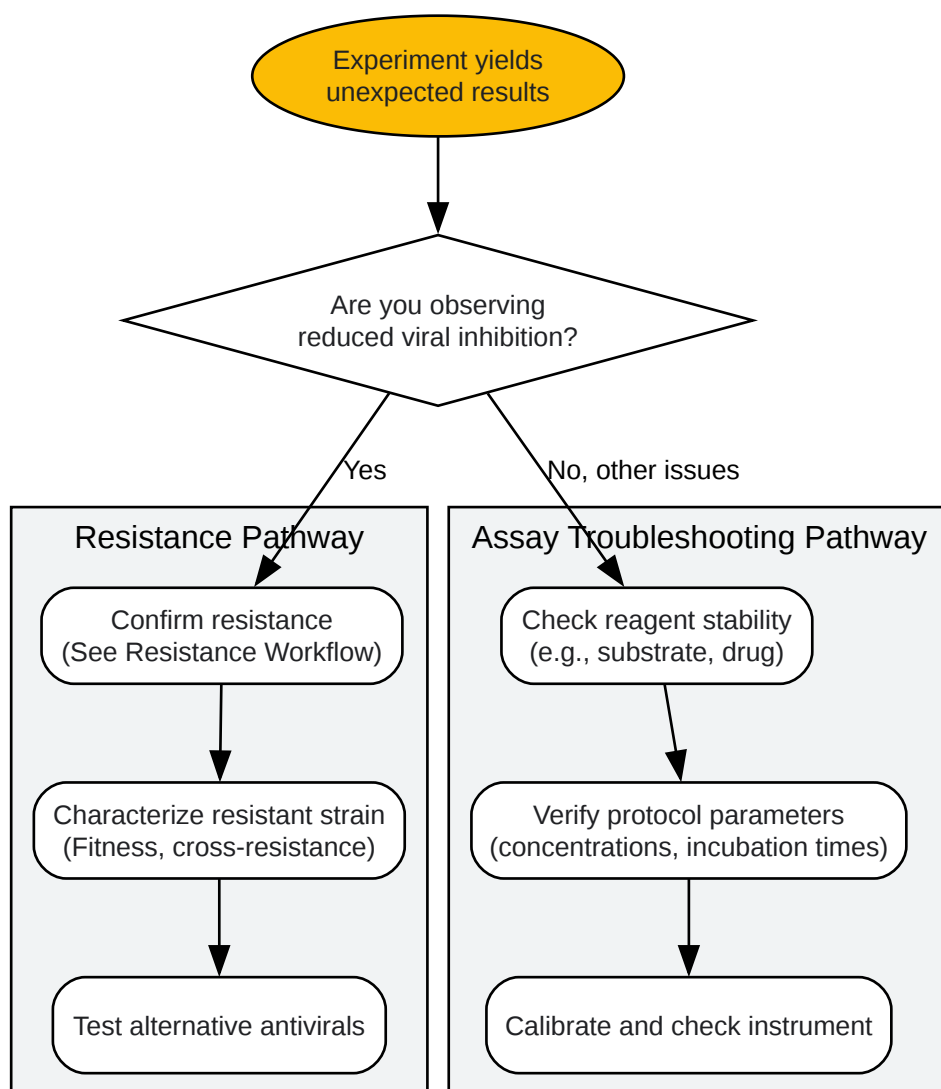 Experiment yields
unexpected results
Are you observing
reduced viral inhibition?
Yes
No, other issues
Resistance Pathway
Confirm resistance
(See Resistance Workflow)
Characterize resistant strain
(Fitness, cross-resistance)
Test alternative antivirals
Assay Troubleshooting Pathway
Check reagent stability
(e.g., substrate, drug)
Verify protocol parameters
(concentrations, incubation times)
Calibrate and check instrument